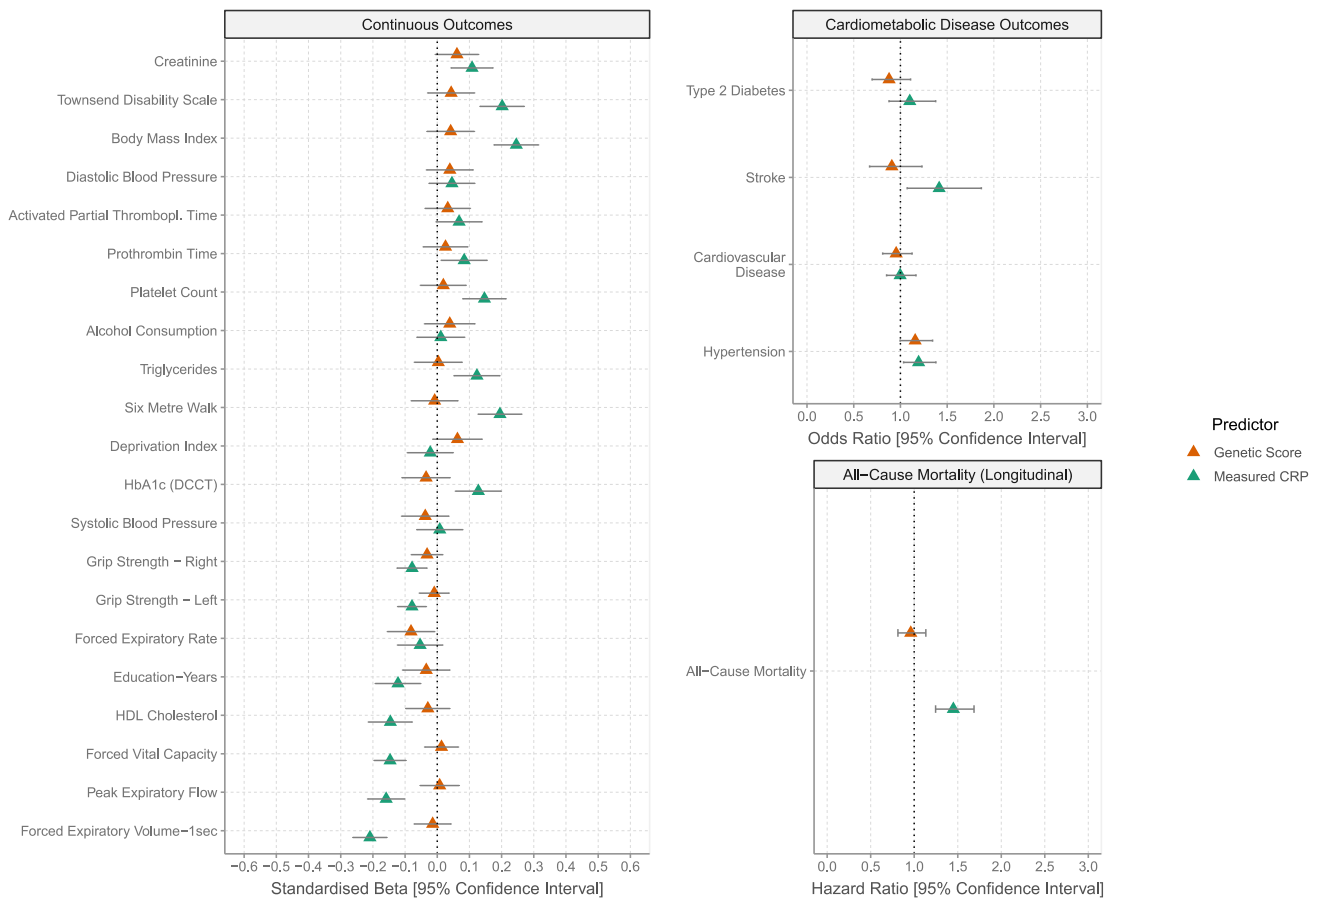 Continuous Outcomes
Creatinine
Townsend Disability Scale
Body Mass Index
Diastolic Blood Pressure
Activated Partial Thrombopl. Time
Prothrombin Time
Platelet Count
Alcohol Consumption
Triglycerides
Six Metre Walk
Deprivation Index
HbA1c (DCCT)
Systolic Blood Pressure
Grip Strength − Right
Grip Strength − Left
Forced Expiratory Rate
Education−Years
HDL Cholesterol
Forced Vital Capacity
Peak Expiratory Flow
Forced Expiratory Volume−1sec
−0.6 −0.5 −0.4 −0.3 −0.2 −0.1 0.0 0.1 0.2 0.3 0.4 0.5 0.6
Standardised Beta [95% Confidence Interval]
Cardiometabolic Disease Outcomes
Type 2 Diabetes
Stroke
Cardiovascular
Disease
Hypertension
0.0 0.5 1.0 1.5 2.0 2.5 3.0
Odds Ratio [95% Confidence Interval]
All−Cause Mortality (Longitudinal)
All−Cause Mortality
0.0 0.5 1.0 1.5 2.0 2.5 3.0
Hazard Ratio [95% Confidence Interval]
Predictor
Genetic Score
Measured CRP